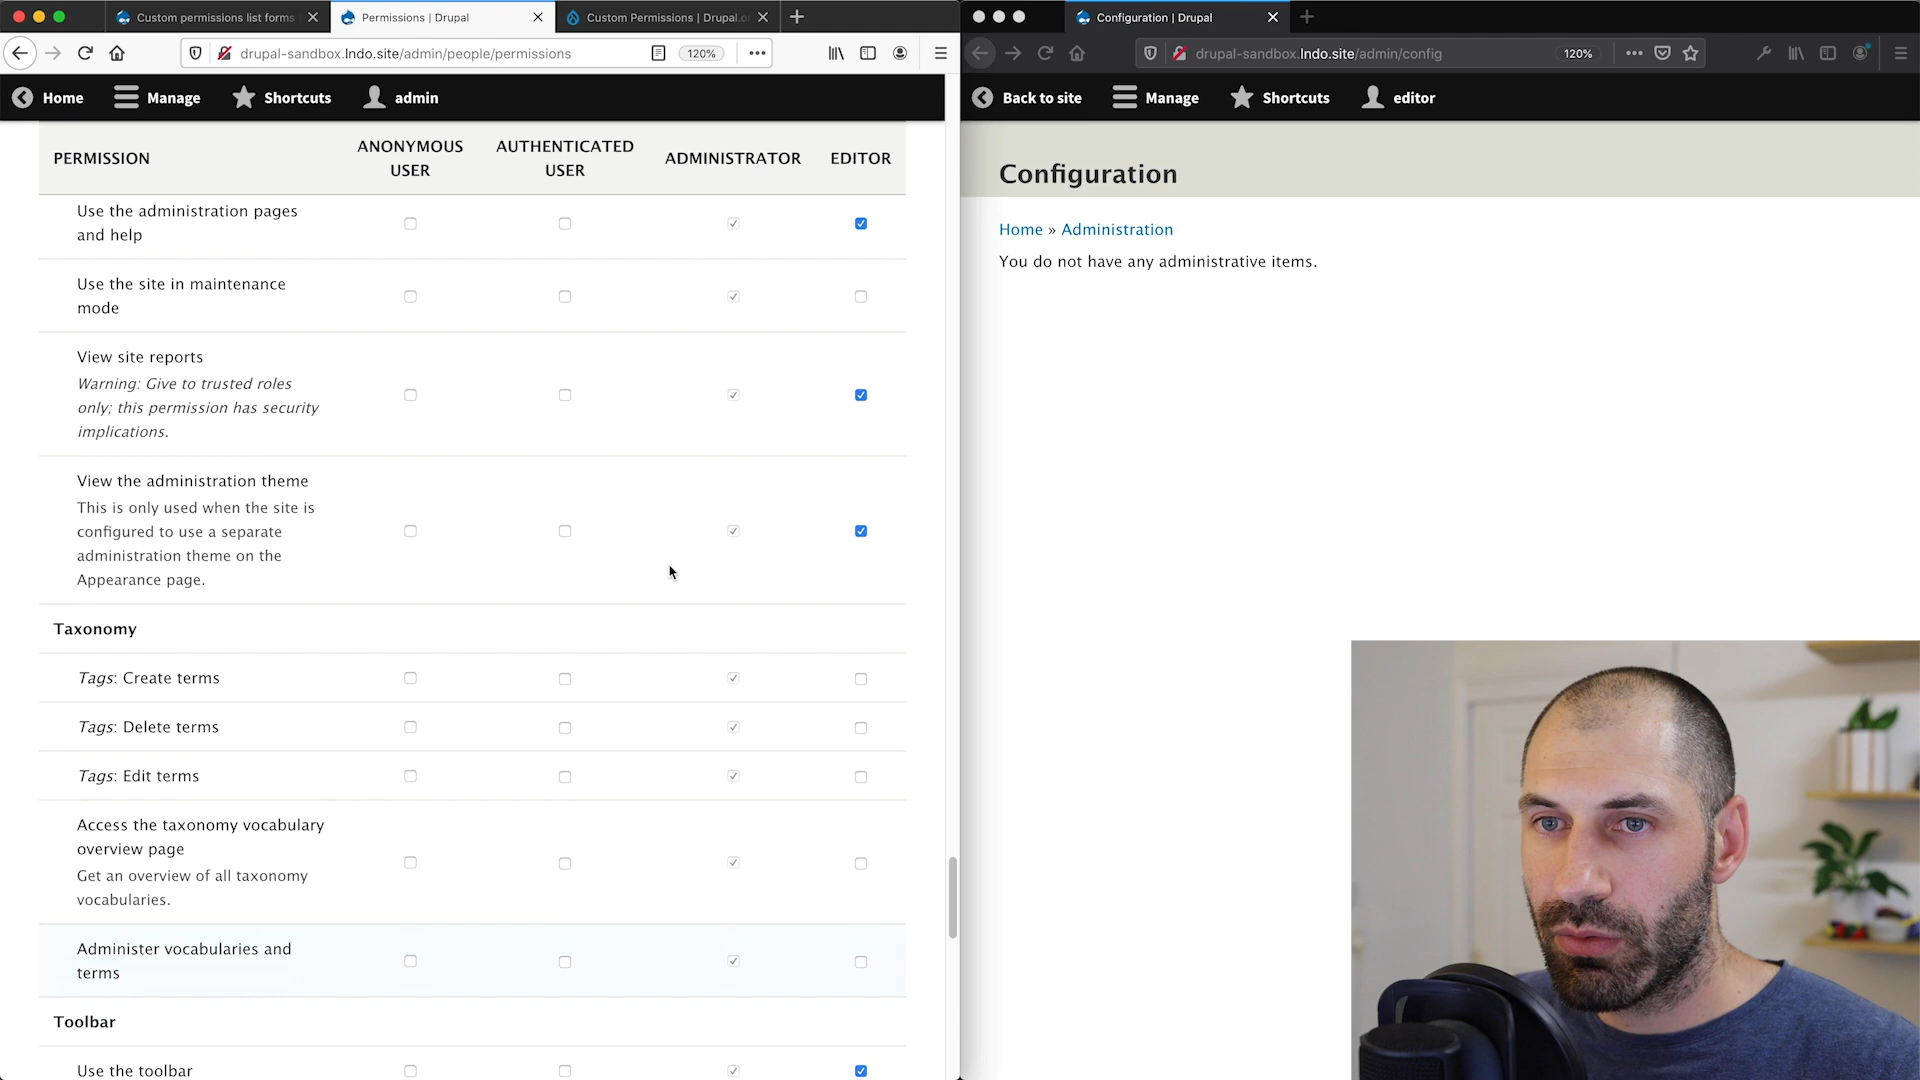 Custom permissions list forms
Permissions | Drupal
Custom Permissions | Drupal.o
drupal-sandbox.lndo.site/admin/people/permissions
120%
Home
Manage
Shortcuts
admin
PERMISSION
ANONYMOUS
USER
AUTHENTICATED
USER
ADMINISTRATOR
EDITOR
Use the administration pages
and help
Use the site in maintenance
mode
View site reports
Warning: Give to trusted roles
only; this permission has security
implications.
View the administration theme
This is only used when the site is
configured to use a separate
administration theme on the
Appearance page.
Taxonomy
Tags: Create terms
Tags: Delete terms
Tags: Edit terms
Access the taxonomy vocabulary
overview page
Get an overview of all taxonomy
vocabularies.
Administer vocabularies and
terms
Toolbar
Use the toolbar
Configuration | Drupal
drupal-sandbox.lndo.site/admin/config
120%
Back to site
Manage
Shortcuts
editor
Configuration
Home » Administration
You do not have any administrative items.